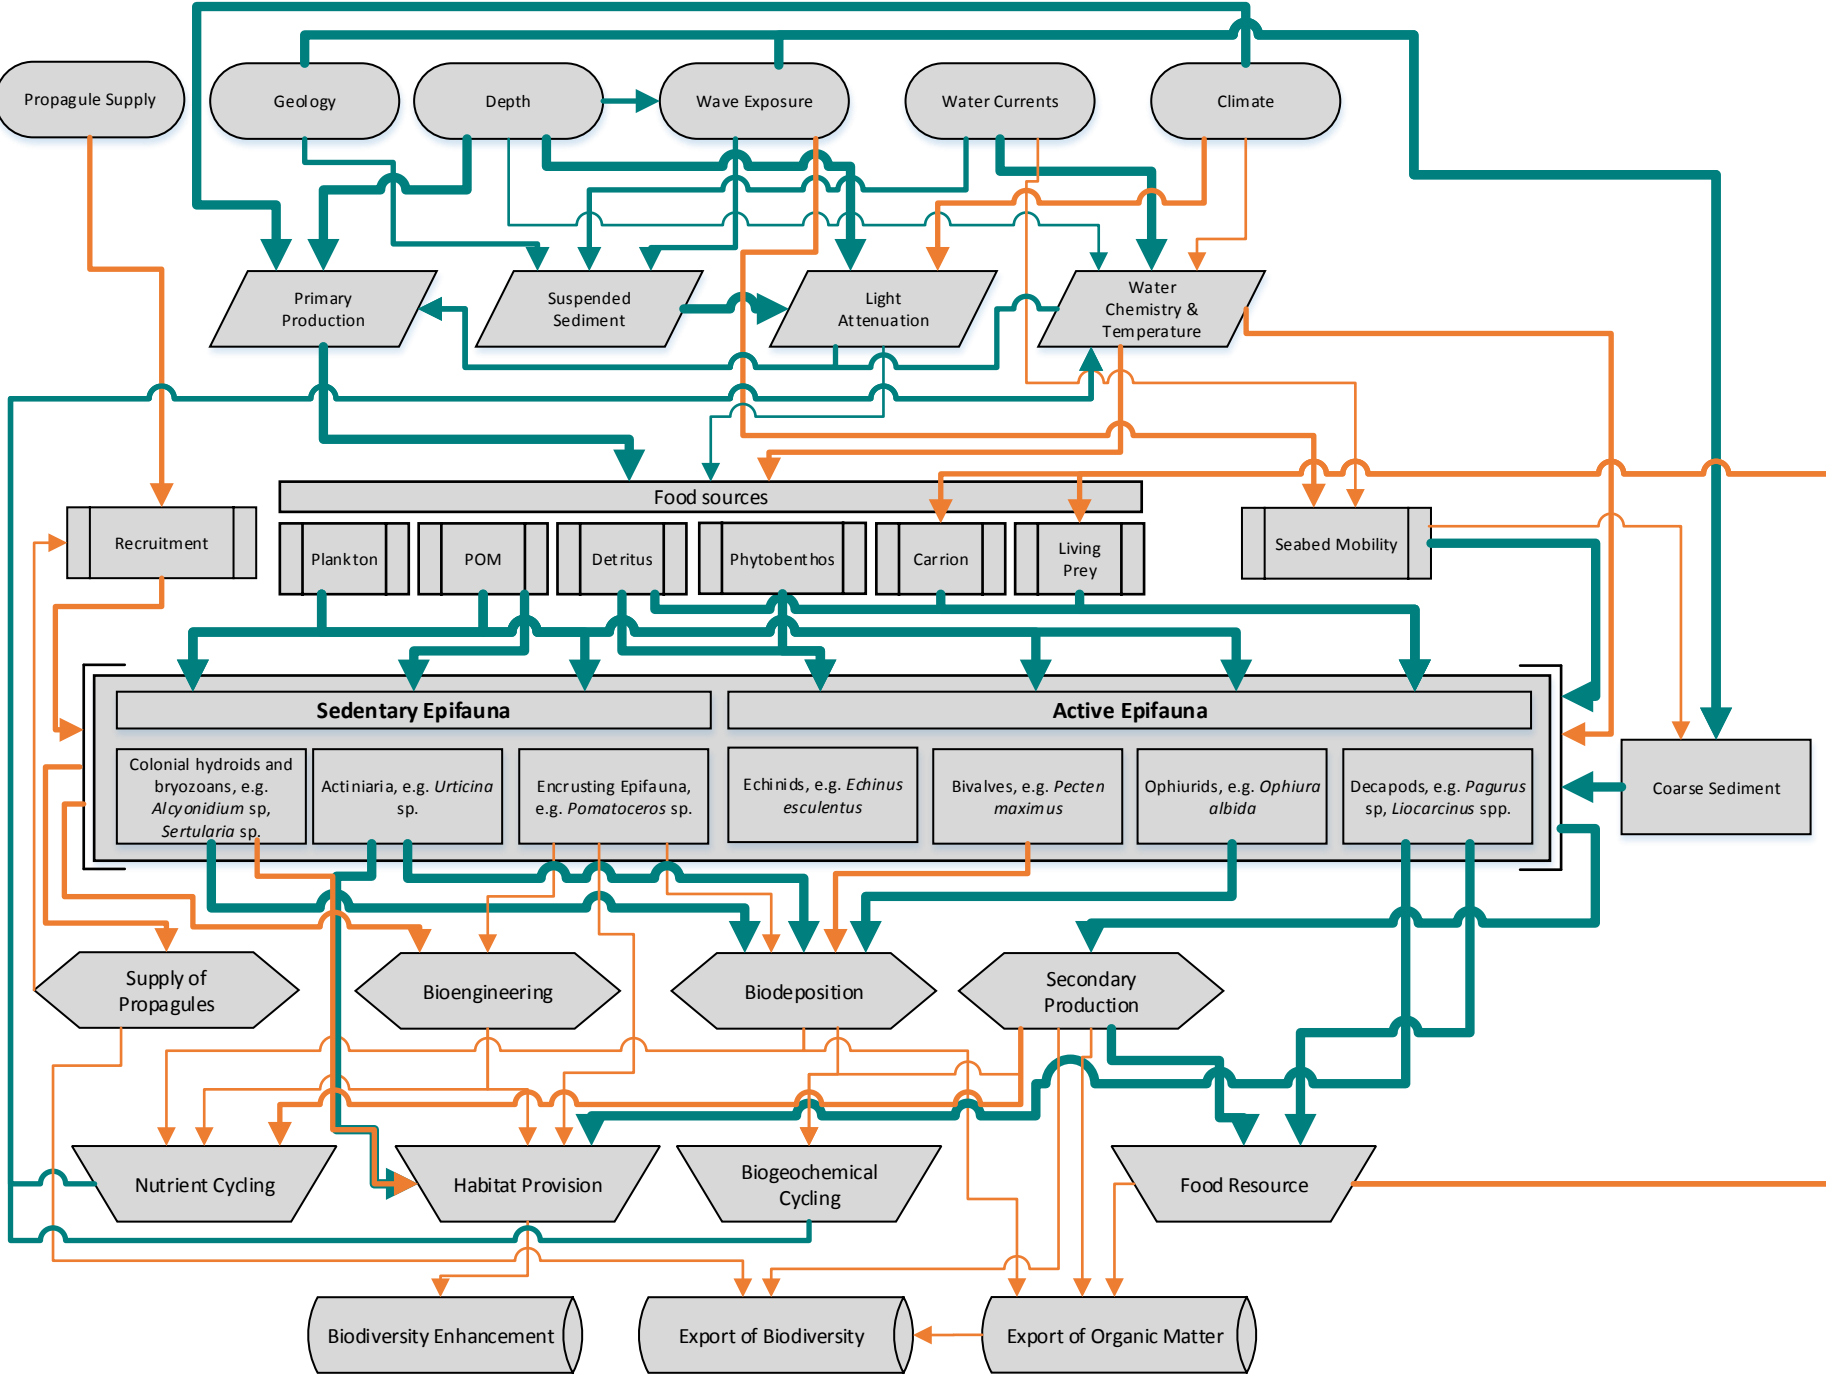 Propagule Supply
Geology
Depth
Wave Exposure
Water Currents
Climate
Primary
Production
Suspended
Sediment
Light
Attenuation
Water
Chemistry &
Temperature
Food sources
Recruitment
Plankton
POM
Detritus
Phytobenthos
Carrion
Living
Prey
Seabed Mobility
Sedentary Epifauna
Active Epifauna
Colonial hydroids and
bryozoans, e.g.
Alcyonidium sp,
Sertularia sp.
Actiniaria, e.g. Urticina
sp.
Encrusting Epifauna,
e.g. Pomatoceros sp.
Echinids, e.g. Echinus
esculentus
Bivalves, e.g. Pecten
maximus
Ophiurids, e.g. Ophiura
albida
Decapods, e.g. Pagurus
sp, Liocarcinus spp.
Coarse Sediment
Supply of
Propagules
Bioengineering
Biodeposition
Secondary
Production
Nutrient Cycling
Habitat Provision
Biogeochemical
Cycling
Food Resource
Biodiversity Enhancement
Export of Biodiversity
Export of Organic Matter